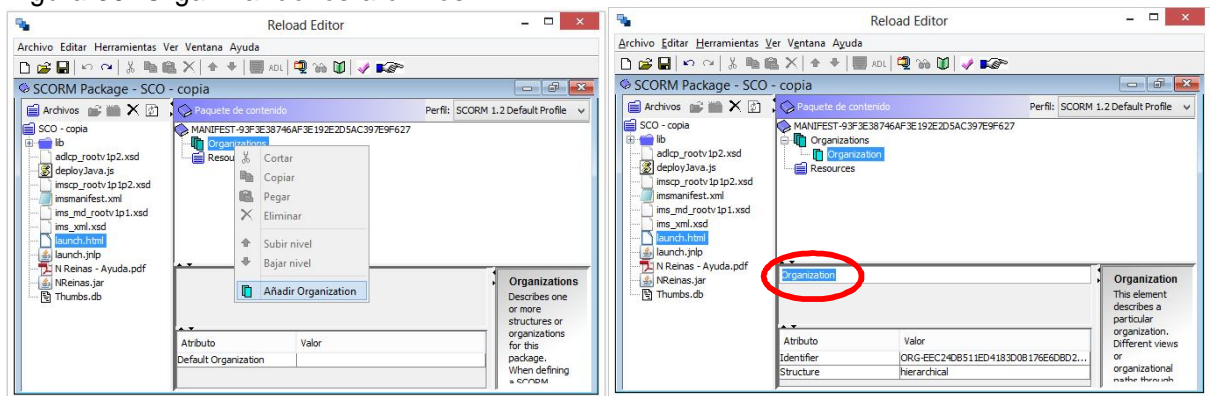 Reload Editor
Archivo Editar Herramientas Ver Ventana Ayuda
ADL
SCORM Package - SCO - copia
Archivos
Paquete de contenido
Perfil: SCORM 1.2 Default Profile
SCO - copia
lib
adlcp_rootv1p2.xsd
deployJava.js
imscp_rootv1p1p2.xsd
imsmanifest.xml
ims_md_rootv1p1.xsd
ims_xml.xsd
launch.html
launch.jnlp
N Reinas - Ayuda.pdf
NReinas.jar
Thumbs.db
MANIFEST-93F3E38746AF3E192E2D5AC397E9F627
Organizations
Resou
Cortar
Copiar
Pegar
Eliminar
Subir nivel
Bajar nivel
Añadir Organization
Atributo Valor
Default Organization
Organizations
Describes one
or more
structures or
organizations
for this
package.
When defining
a SCORM
Reload Editor
Archivo Editar Herramientas Ver Ventana Ayuda
ADL
SCORM Package - SCO - copia
Archivos
Paquete de contenido
Perfil: SCORM 1.2 Default Profile
SCO - copia
lib
adlcp_rootv1p2.xsd
deployJava.js
imscp_rootv1p1p2.xsd
imsmanifest.xml
ims_md_rootv1p1.xsd
ims_xml.xsd
launch.html
launch.jnlp
N Reinas - Ayuda.pdf
NReinas.jar
Thumbs.db
MANIFEST-93F3E38746AF3E192E2D5AC397E9F627
Organizations
Organization
Resources
Organization
Atributo Valor
Identifier ORG-EEC24DB511ED4183D0B176E6DBD2...
Structure hierarchical
Organization
This element
describes a
particular
organization.
Different views
or
organizational
paths through